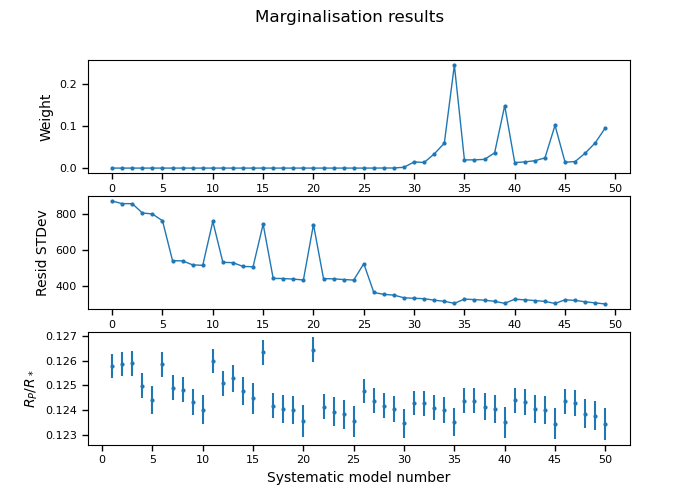 Marginalisation results
Weight
0.2
0.1
0.0
0 5 10 15 20 25 30 35 40 45 50
Resid STDev
800
600
400
0 5 10 15 20 25 30 35 40 45 50
R_P/R_*
0.127
0.126
0.125
0.124
0.123
0 5 10 15 20 25 30 35 40 45 50
Systematic model number